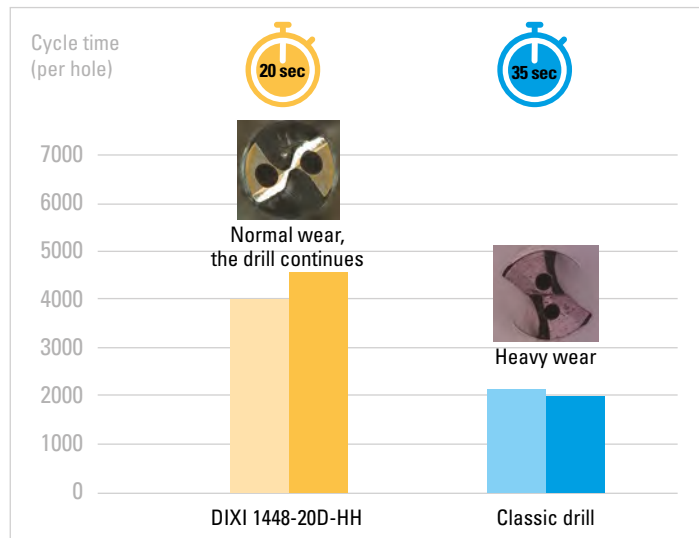 Cycle time
(per hole)
20 sec
35 sec
7000
6000
5000
4000
3000
2000
1000
0
Normal wear,
the drill continues
Heavy wear
DIXI 1448-20D-HH
Classic drill